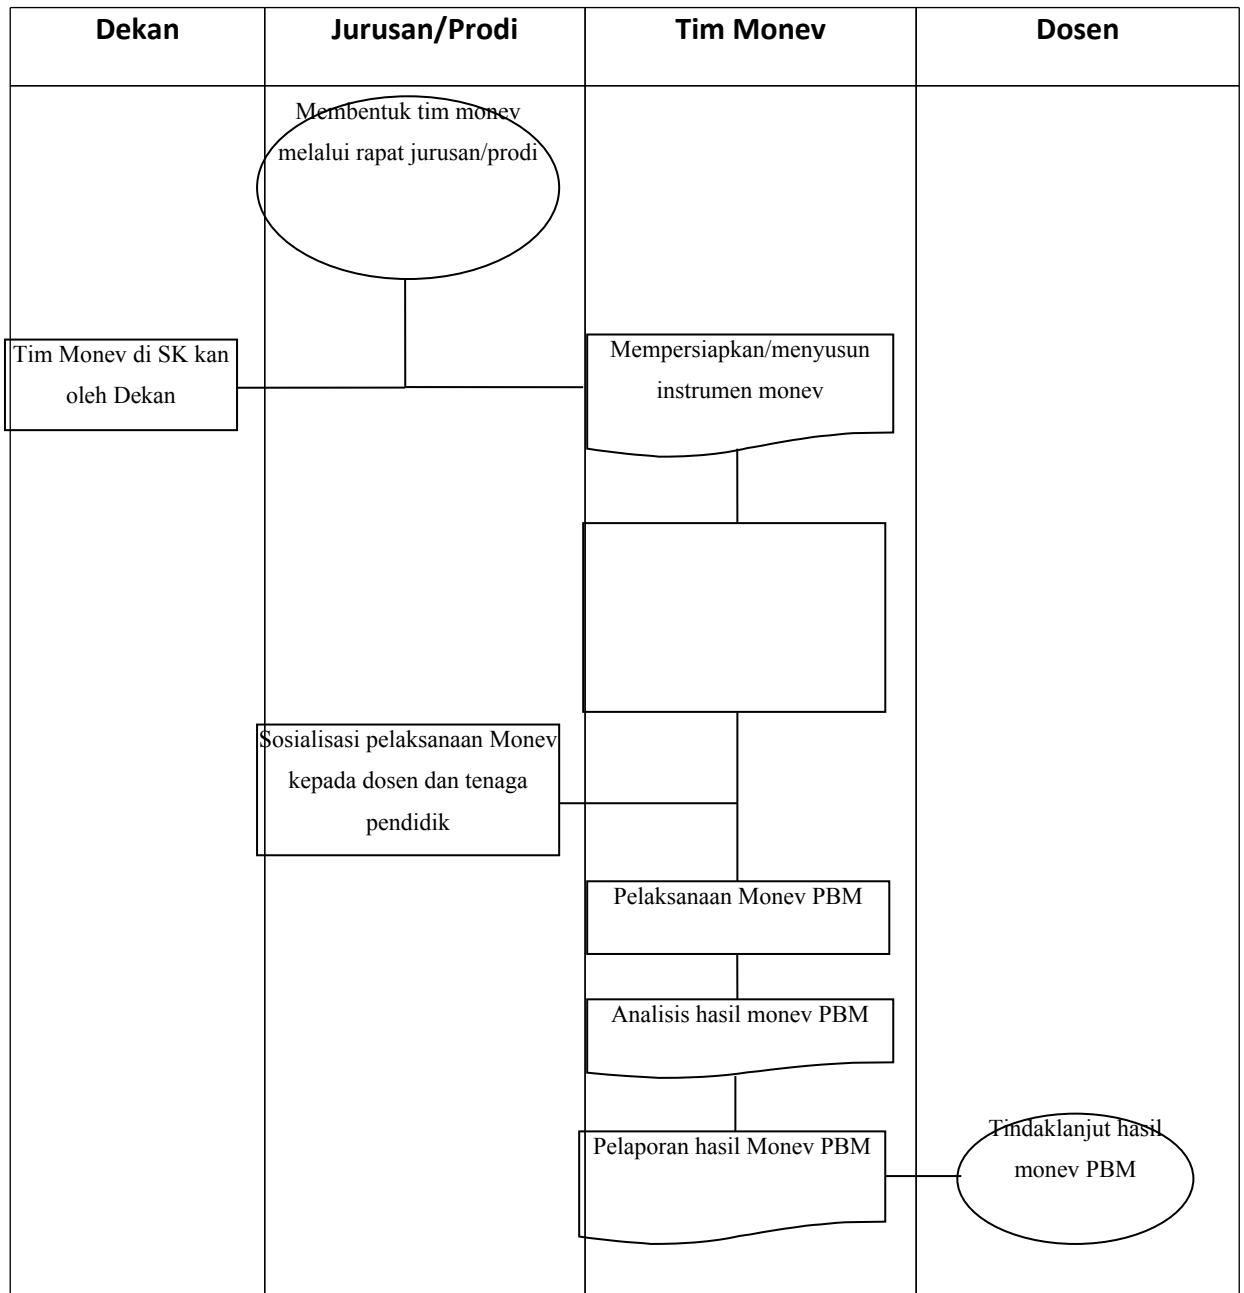 Dekan
Jurusan/Prodi
Tim Monev
Dosen
Membentuk tim monev
melalui rapat jurusan/prodi
Tim Monev di SK kan
oleh Dekan
Mempersiapkan/menyusun
instrumen monev
Sosialisasi pelaksanaan Monev
kepada dosen dan tenaga
pendidik
Pelaksanaan Monev PBM
Analisis hasil monev PBM
Pelaporan hasil Monev PBM
Tindaklanjut hasil
monev PBM